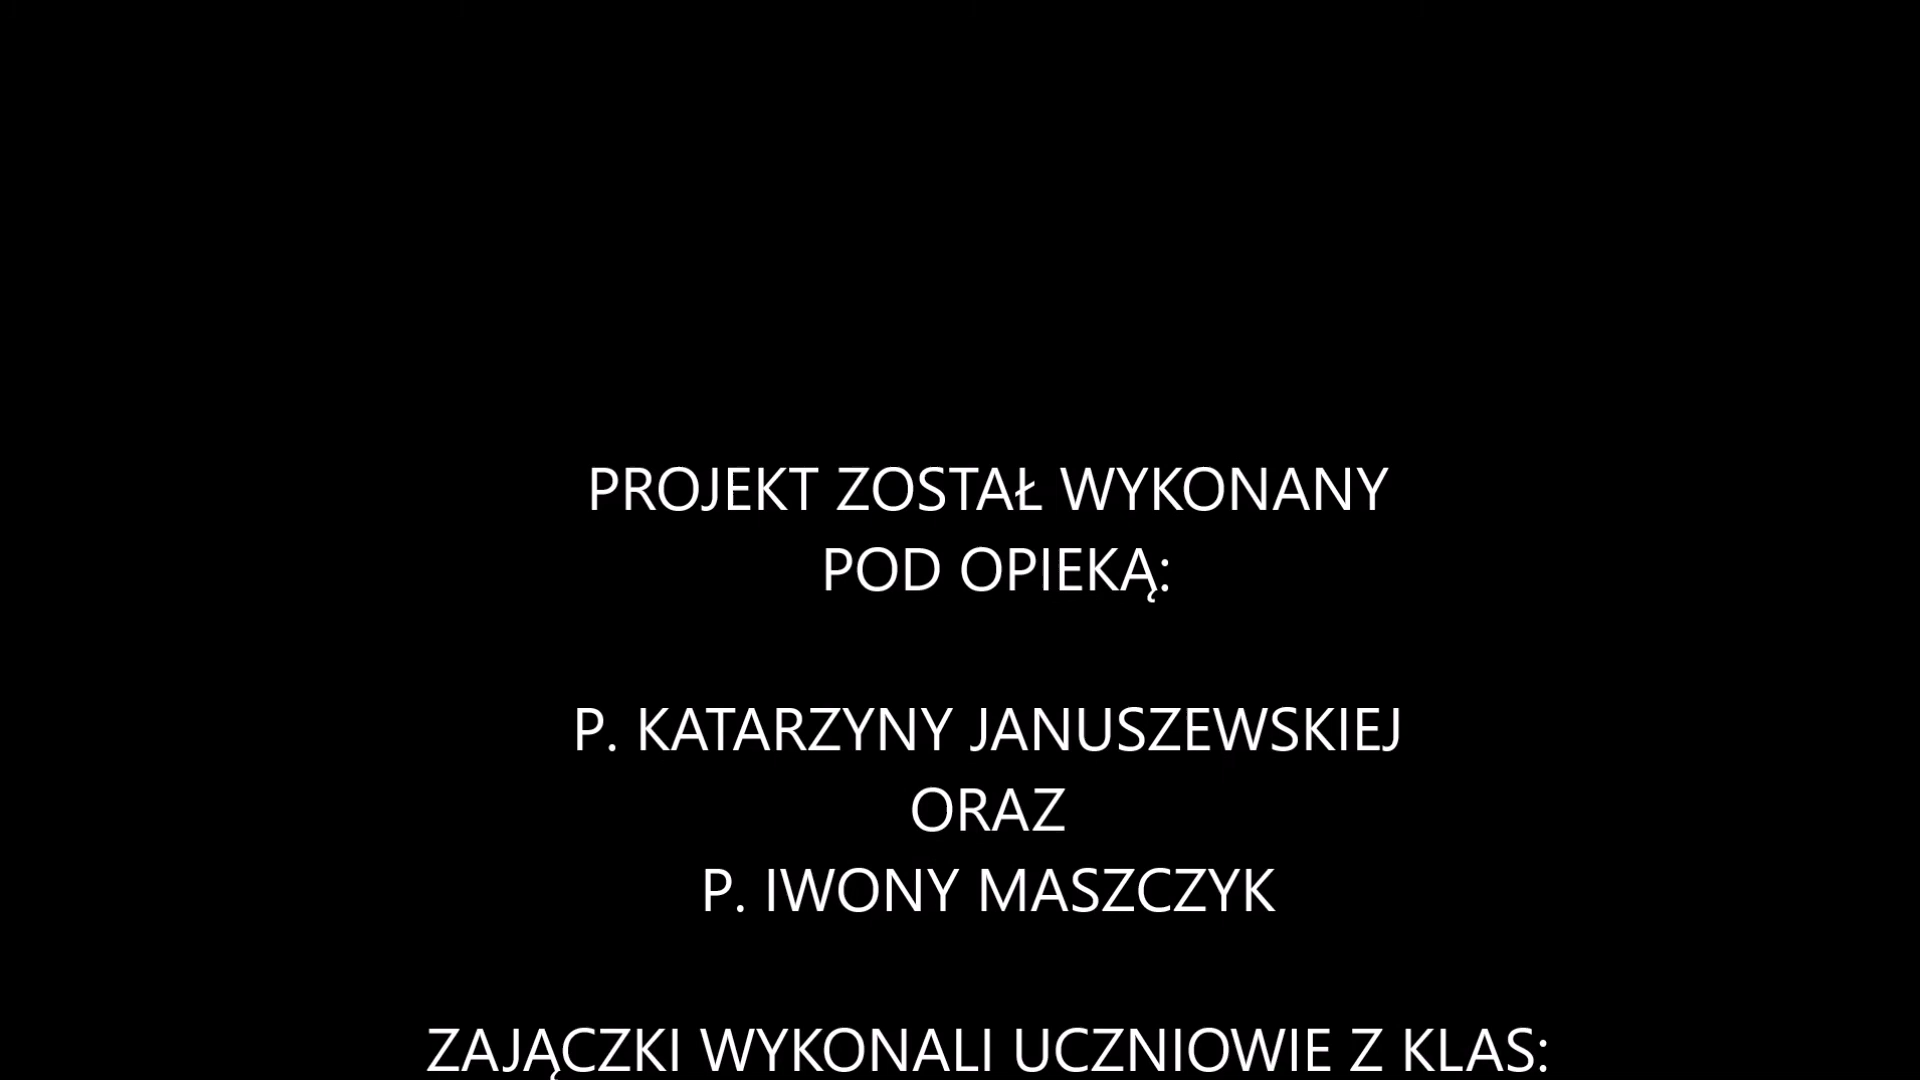 PROJEKT ZOSTAŁ WYKONANY
POD OPIEKĄ:
P. KATARZYNY JANUSZEWSKIEJ
ORAZ
P. IWONY MASZCZYK
ZAJĄCZKI WYKONALI UCZNIOWIE Z KLAS: